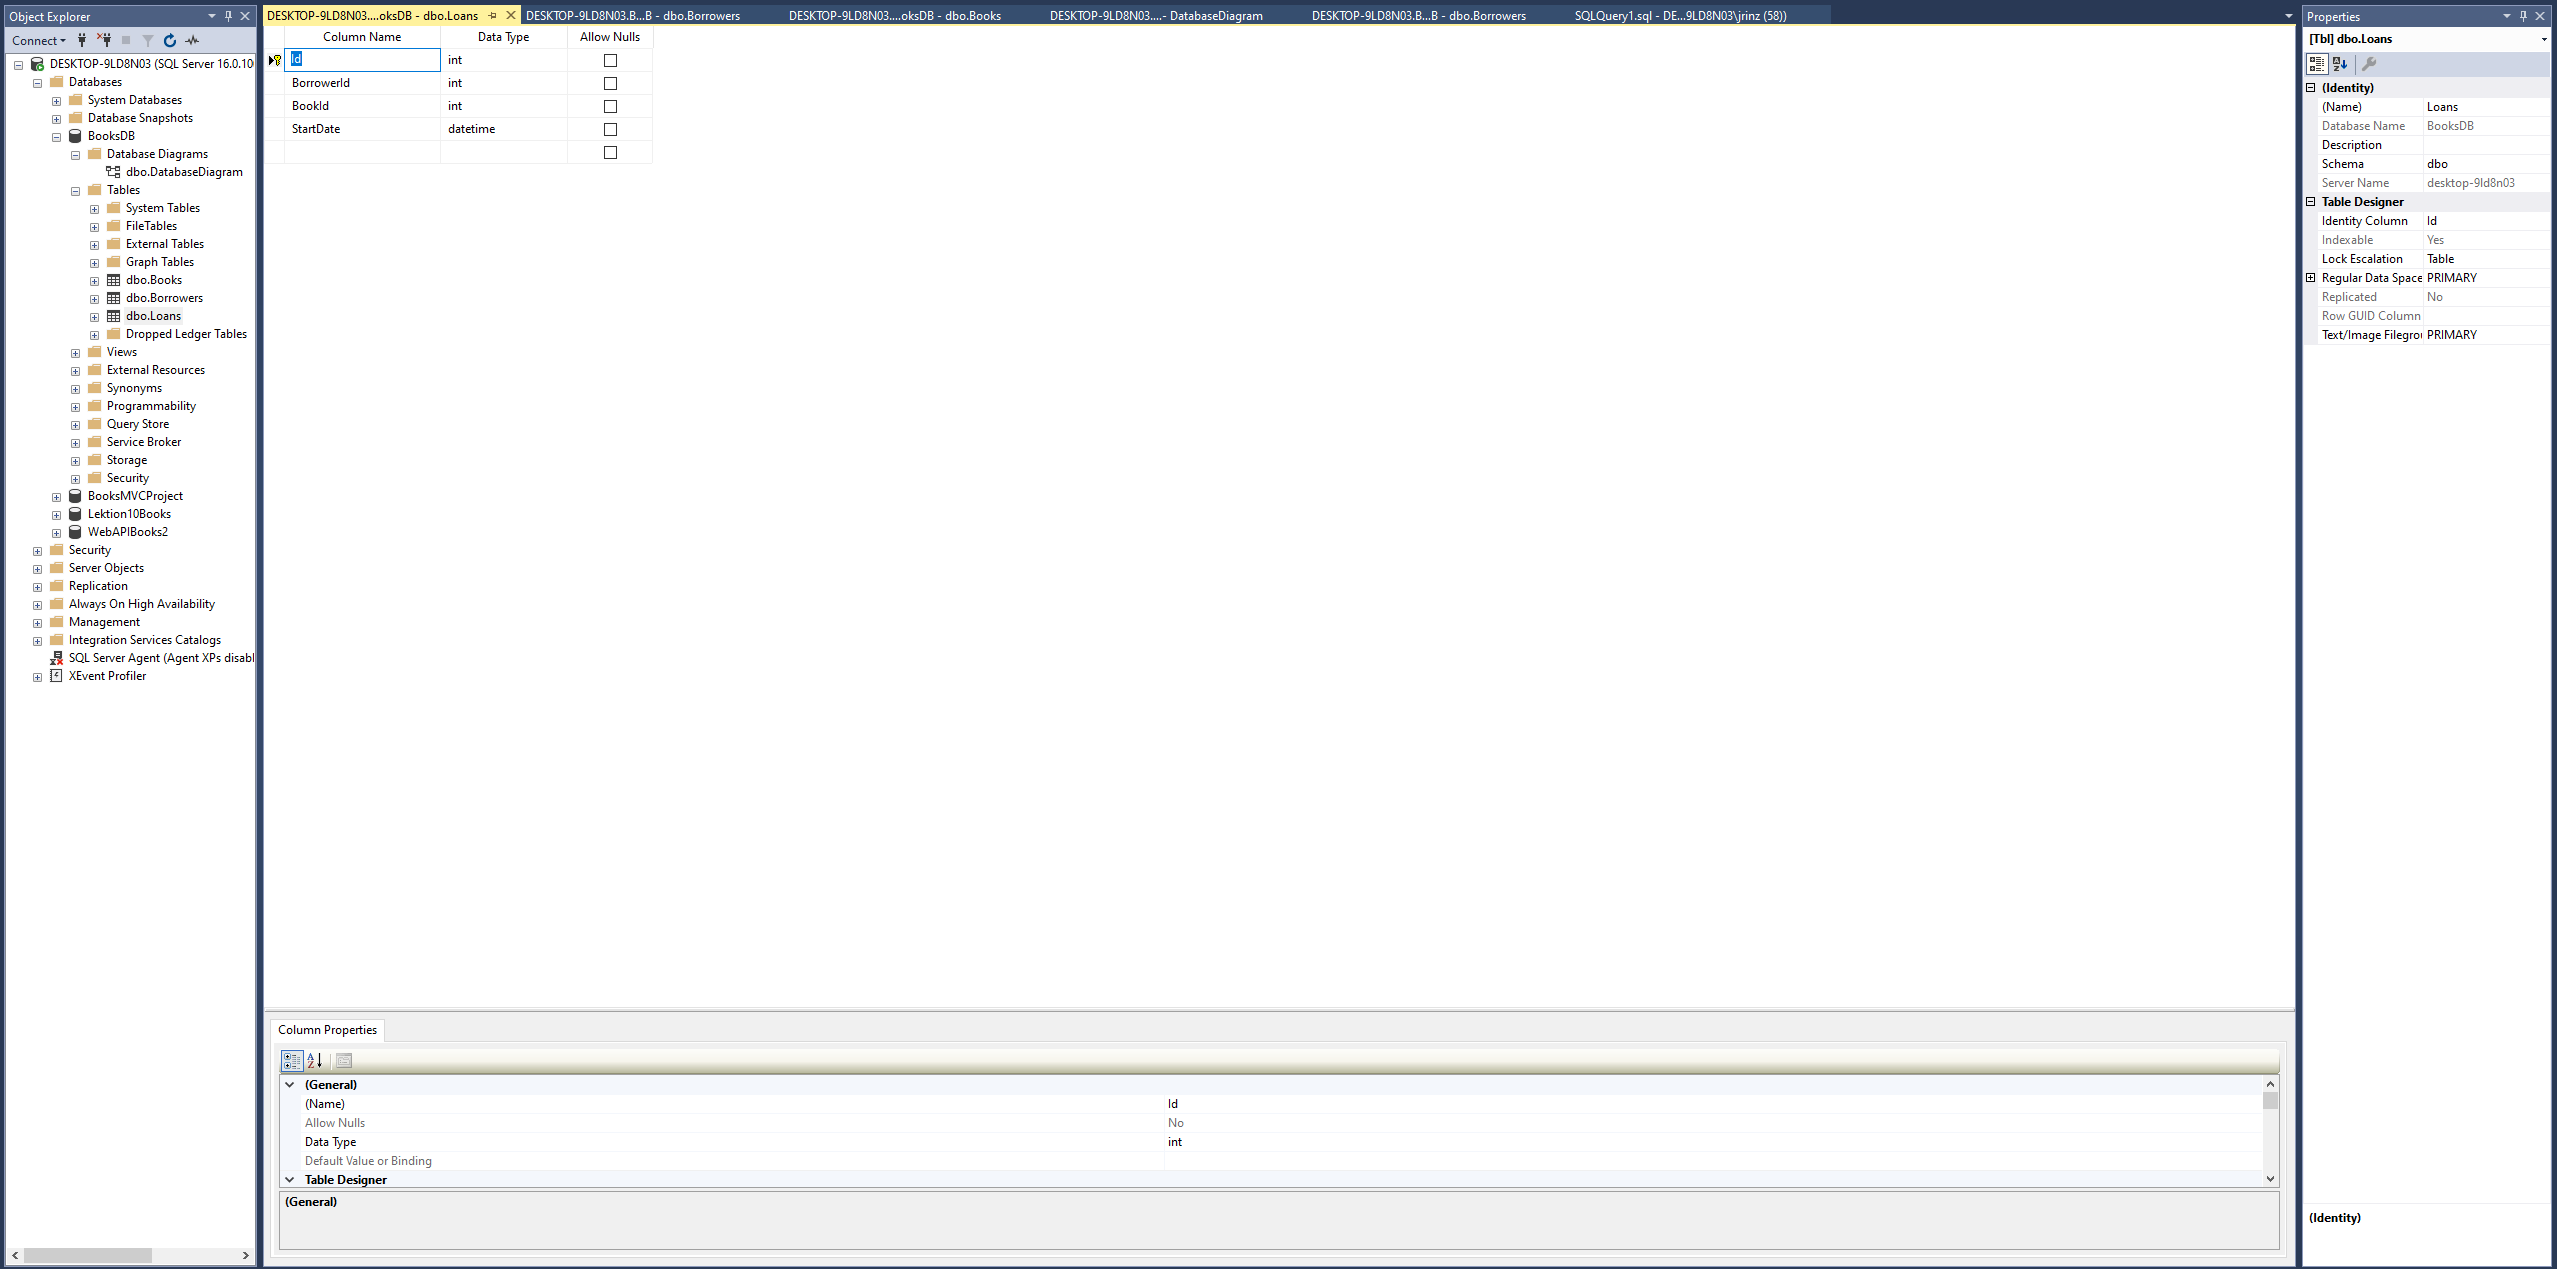 Object Explorer
Connect
DESKTOP-9LD8N03 (SQL Server 16.0.10
Databases
System Databases
Database Snapshots
BooksDB
Database Diagrams
dbo.DatabaseDiagram
Tables
System Tables
FileTables
External Tables
Graph Tables
dbo.Books
dbo.Borrowers
dbo.Loans
Dropped Ledger Tables
Views
External Resources
Synonyms
Programmability
Query Store
Service Broker
Storage
Security
BooksMVCProject
Lektion10Books
WebAPIBooks2
Security
Server Objects
Replication
Always On High Availability
Management
Integration Services Catalogs
SQL Server Agent (Agent XPs disabl
XEvent Profiler
DESKTOP-9LD8N03....oksDB - dbo.Loans
DESKTOP-9LD8N03.B...B - dbo.Borrowers
DESKTOP-9LD8N03....oksDB - dbo.Books
DESKTOP-9LD8N03....- DatabaseDiagram
DESKTOP-9LD8N03.B...B - dbo.Borrowers
SQLQuery1.sql - DE...9LD8N03\jrinz (58))
Column Name Data Type Allow Nulls
Id int
BorrowerId int
BookId int
StartDate datetime
Column Properties
(General)
(Name) Id
Allow Nulls No
Data Type int
Default Value or Binding
Table Designer
(General)
Properties
[Tbl] dbo.Loans
(Identity)
(Name) Loans
Database Name BooksDB
Description
Schema dbo
Server Name desktop-9ld8n03
Table Designer
Identity Column Id
Indexable Yes
Lock Escalation Table
Regular Data Space PRIMARY
Replicated No
Row GUID Column
Text/Image Filegrou PRIMARY
(Identity)